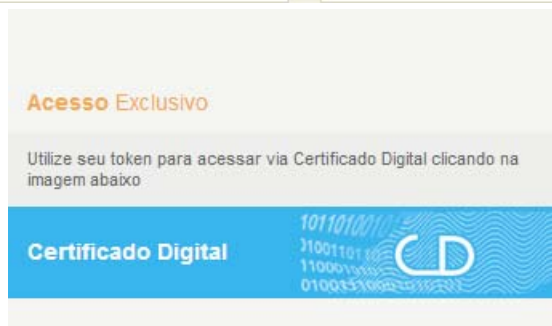 Acesso Exclusivo
Utilize seu token para acessar via Certificado Digital clicando na
imagem abaixo
Certificado Digital
CD